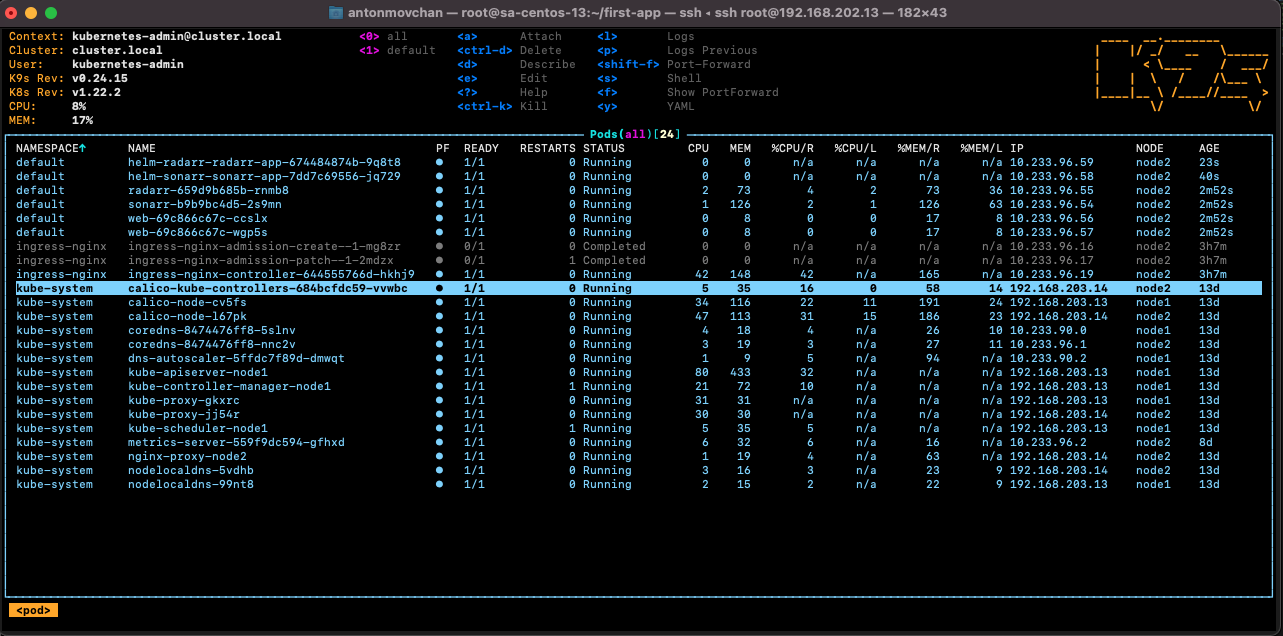 antonmovchan — root@sa-centos-13:~/first-app — ssh ◂ ssh root@192.168.202.13 — 182×43
Context: kubernetes-admin@cluster.local <0> all <a> Attach <l> Logs
Cluster: cluster.local <1> default <ctrl-d> Delete <p> Logs Previous
User: kubernetes-admin <d> Describe <shift-f> Port-Forward
K9s Rev: v0.24.15 <e> Edit <s> Shell
K8s Rev: v1.22.2 <?> Help <f> Show PortForward
CPU: 8% <ctrl-k> Kill <y> YAML
MEM: 17%
Pods(all)[24]
NAMESPACE↑ NAME PF READY RESTARTS STATUS CPU MEM %CPU/R %CPU/L %MEM/R %MEM/L IP NODE AGE
default helm-radarr-radarr-app-674484874b-9q8t8 ● 1/1 0 Running 0 0 n/a n/a n/a n/a 10.233.96.59 node2 23s
default helm-sonarr-sonarr-app-7dd7c69556-jq729 ● 1/1 0 Running 0 0 n/a n/a n/a n/a 10.233.96.58 node2 40s
default radarr-659d9b685b-rnmb8 ● 1/1 0 Running 2 73 4 2 73 36 10.233.96.55 node2 2m52s
default sonarr-b9b9bc4d5-2s9mn ● 1/1 0 Running 1 126 2 1 126 63 10.233.96.54 node2 2m52s
default web-69c866c67c-ccslx ● 1/1 0 Running 0 8 0 0 17 8 10.233.96.56 node2 2m52s
default web-69c866c67c-wgp5s ● 1/1 0 Running 0 8 0 0 17 8 10.233.96.57 node2 2m52s
ingress-nginx ingress-nginx-admission-create--1-mg8zr ● 0/1 0 Completed 0 0 n/a n/a n/a n/a 10.233.96.16 node2 3h7m
ingress-nginx ingress-nginx-admission-patch--1-2mdzx ● 0/1 1 Completed 0 0 n/a n/a n/a n/a 10.233.96.17 node2 3h7m
ingress-nginx ingress-nginx-controller-644555766d-hkhj9 ● 1/1 0 Running 42 148 42 n/a 165 n/a 10.233.96.19 node2 3h7m
kube-system calico-kube-controllers-684bcfdc59-vvwbc ● 1/1 0 Running 5 35 16 0 58 14 192.168.203.14 node2 13d
kube-system calico-node-cv5fs ● 1/1 0 Running 34 116 22 11 191 24 192.168.203.13 node1 13d
kube-system calico-node-l67pk ● 1/1 0 Running 47 113 31 15 186 23 192.168.203.14 node2 13d
kube-system coredns-8474476ff8-5slnv ● 1/1 0 Running 4 18 4 n/a 26 10 10.233.90.0 node1 13d
kube-system coredns-8474476ff8-nnc2v ● 1/1 0 Running 3 19 3 n/a 27 11 10.233.96.1 node2 13d
kube-system dns-autoscaler-5ffdc7f89d-dmwqt ● 1/1 0 Running 1 9 5 n/a 94 n/a 10.233.90.2 node1 13d
kube-system kube-apiserver-node1 ● 1/1 0 Running 80 433 32 n/a n/a n/a 192.168.203.13 node1 13d
kube-system kube-controller-manager-node1 ● 1/1 1 Running 21 72 10 n/a n/a n/a 192.168.203.13 node1 13d
kube-system kube-proxy-gkxrc ● 1/1 0 Running 31 31 n/a n/a n/a n/a 192.168.203.13 node1 13d
kube-system kube-proxy-jj54r ● 1/1 0 Running 30 30 n/a n/a n/a n/a 192.168.203.14 node2 13d
kube-system kube-scheduler-node1 ● 1/1 1 Running 5 35 5 n/a n/a n/a 192.168.203.13 node1 13d
kube-system metrics-server-559f9dc594-gfhxd ● 1/1 0 Running 6 32 6 n/a 16 n/a 10.233.96.2 node2 8d
kube-system nginx-proxy-node2 ● 1/1 0 Running 1 19 4 n/a 63 n/a 192.168.203.14 node2 13d
kube-system nodelocaldns-5vdhb ● 1/1 0 Running 3 16 3 n/a 23 9 192.168.203.14 node2 13d
kube-system nodelocaldns-99nt8 ● 1/1 0 Running 2 15 2 n/a 22 9 192.168.203.13 node1 13d
<pod>